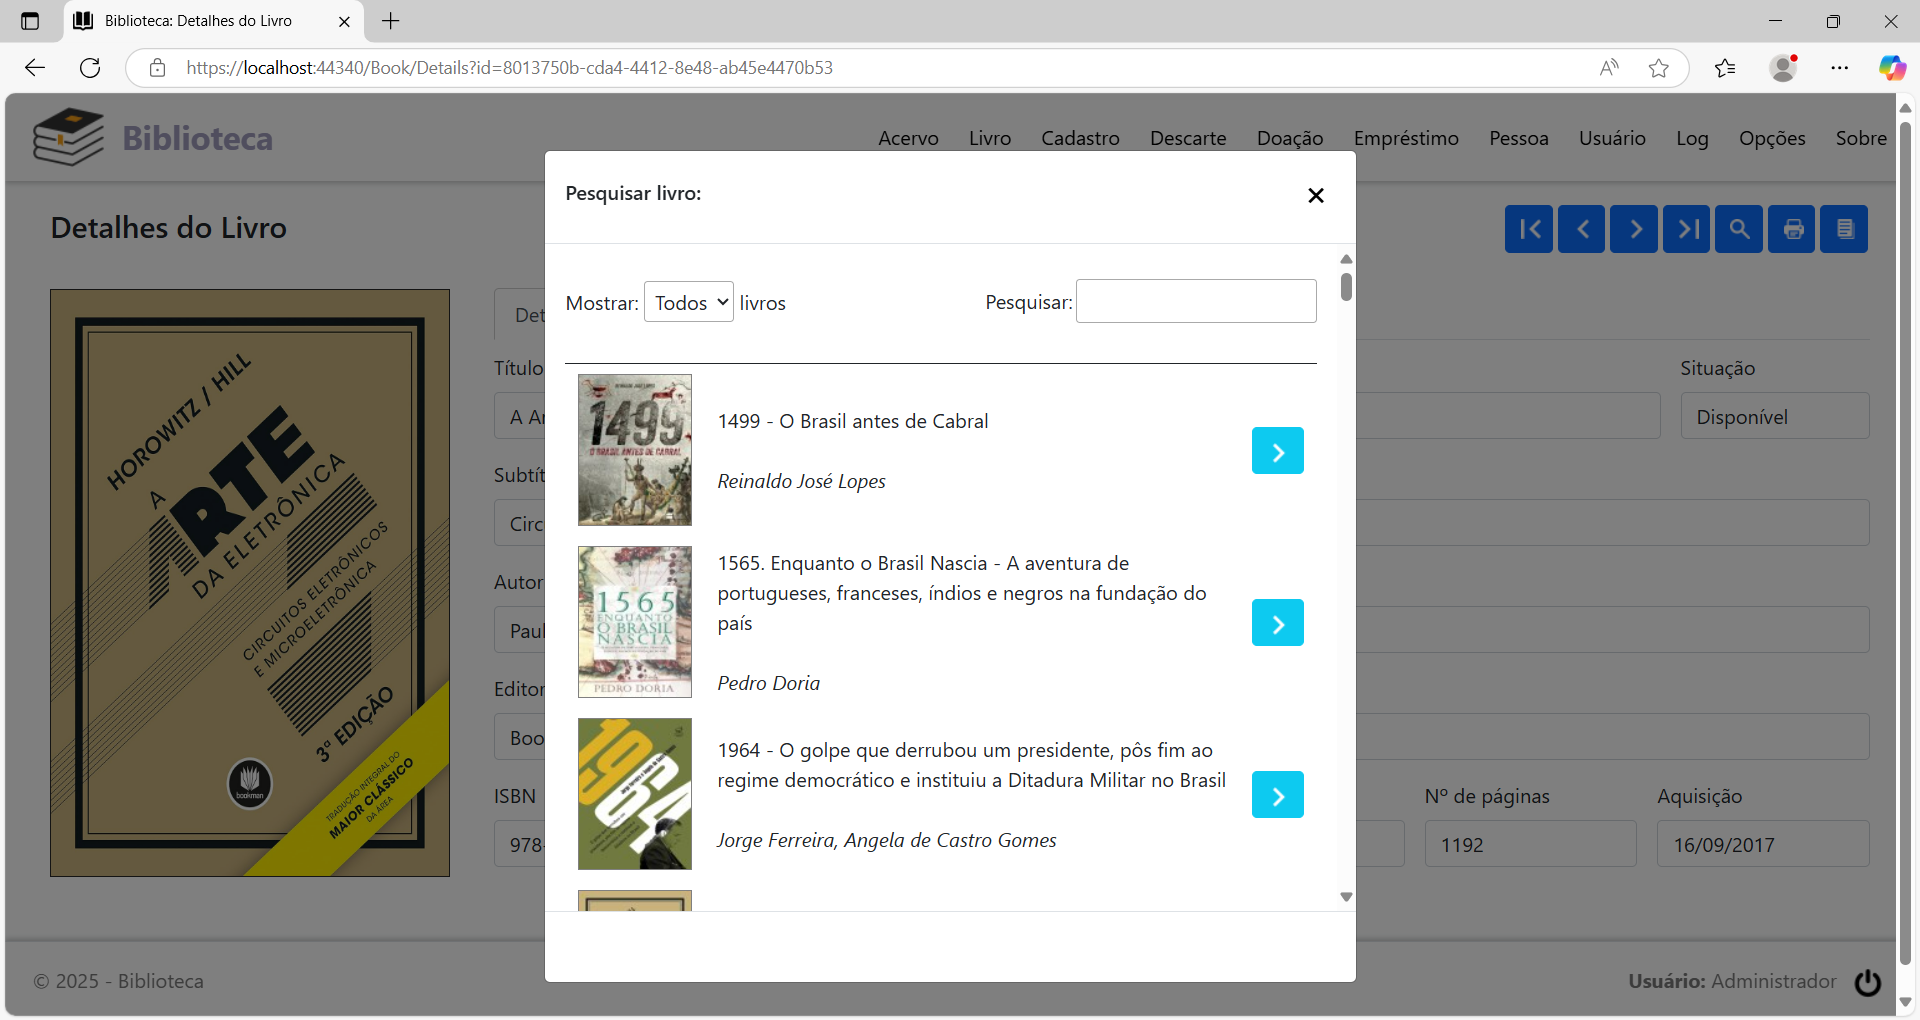 Biblioteca: Detalhes do Livro
https://localhost:44340/Book/Details?id=8013750b-cda4-4412-8e48-ab45e4470b53
Biblioteca
Acervo Livro Cadastro Descarte Doação Empréstimo Pessoa Usuário Log Opções Sobre
Detalhes do Livro
HOROWITZ / HILL
A
ARTE
DA ELETRÔNICA
CIRCUITOS ELETRÔNICOS
E MICROELETRÔNICA
3ª EDIÇÃO
bookman
TRADUÇÃO INTEGRAL DO
MAIOR CLÁSSICO
DA ÁREA
Det
Título
A A
Situação
Disponível
Subtít
Circ
Autor
Paul
Editor
Boo
ISBN
978-
Nº de páginas
1192
Aquisição
16/09/2017
Pesquisar livro:
Mostrar: Todos livros
Pesquisar:
1499
O BRASIL ANTES DE CABRAL
1499 - O Brasil antes de Cabral
Reinaldo José Lopes
1565
ENQUANTO
O BRASIL
NASCIA
PEDRO DORIA
1565. Enquanto o Brasil Nascia - A aventura de
portugueses, franceses, índios e negros na fundação do
país
Pedro Doria
1964
1964 - O golpe que derrubou um presidente, pôs fim ao
regime democrático e instituiu a Ditadura Militar no Brasil
Jorge Ferreira, Angela de Castro Gomes
© 2025 - Biblioteca
Usuário: Administrador